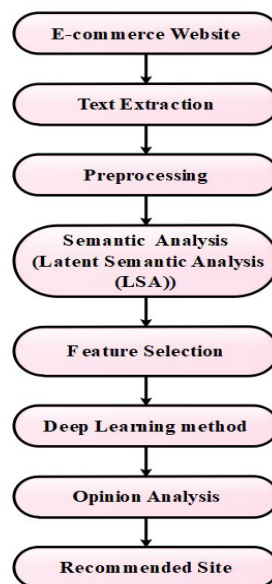 E-commerce Website
Text Extraction
Preprocessing
Semantic Analysis
(Latent Semantic Analysis
(LSA))
Feature Selection
Deep Learning method
Opinion Analysis
Recommended Site